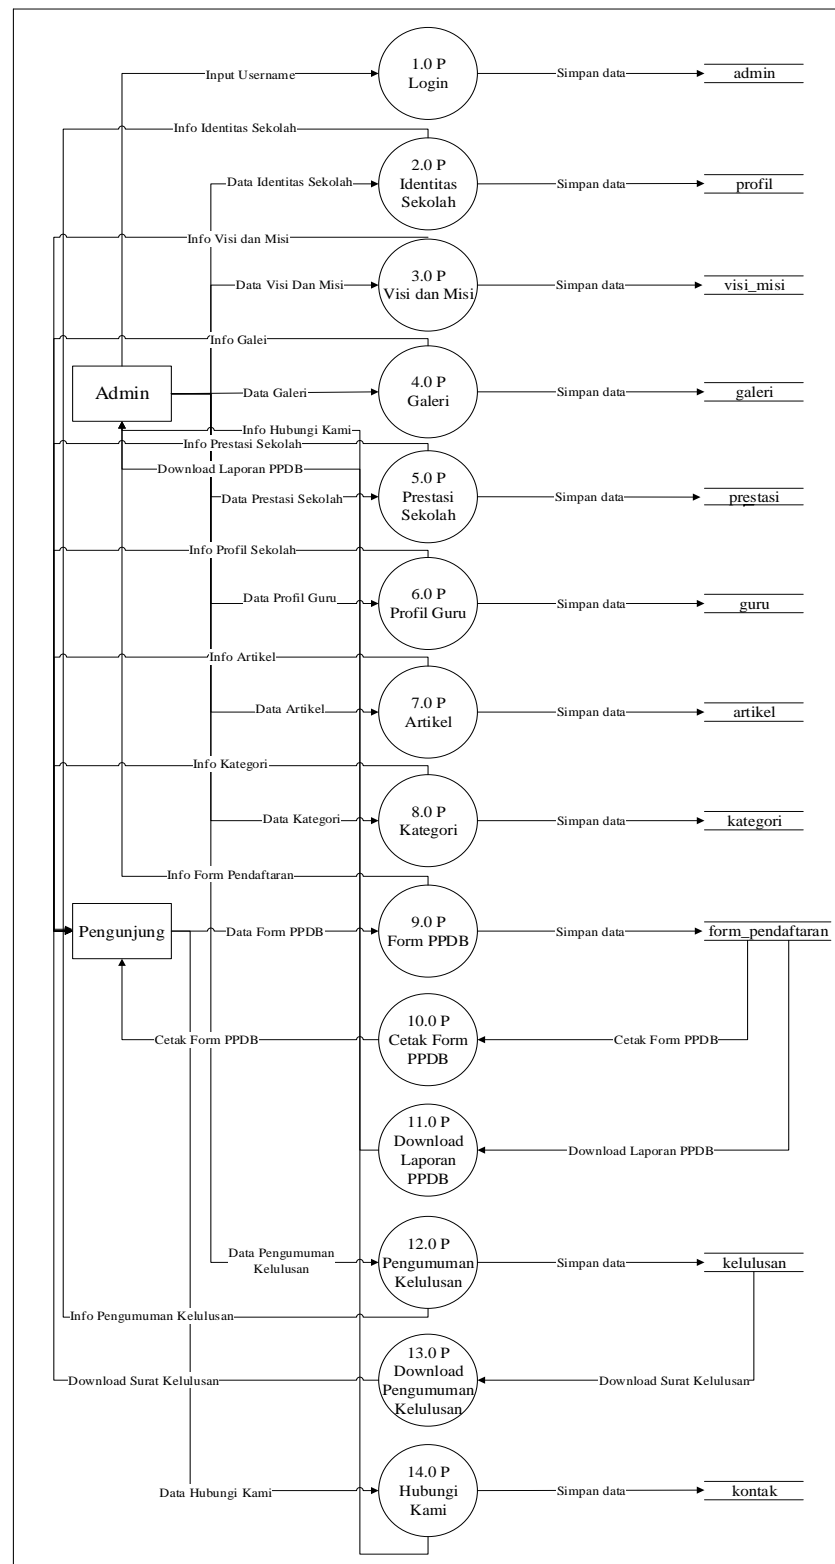 1.0 P
Login
Input Username
Simpan data
admin
Info Identitas Sekolah
2.0 P
Identitas
Sekolah
Data Identitas Sekolah
Simpan data
profil
Info Visi dan Misi
3.0 P
Visi dan Misi
Data Visi Dan Misi
Simpan data
visi_misi
Info Galei
4.0 P
Galeri
Admin
Data Galeri
Simpan data
galeri
Info Hubungi Kami
Info Prestasi Sekolah
Download Laporan PPDB
5.0 P
Prestasi
Sekolah
Data Prestasi Sekolah
Simpan data
prestasi
Info Profil Sekolah
6.0 P
Profil Guru
Data Profil Guru
Simpan data
guru
Info Artikel
7.0 P
Artikel
Data Artikel
Simpan data
artikel
Info Kategori
8.0 P
Kategori
Data Kategori
Simpan data
kategori
Info Form Pendaftaran
9.0 P
Form PPDB
Pengunjung
Data Form PPDB
Simpan data
form_pendaftaran
10.0 P
Cetak Form
PPDB
Cetak Form PPDB
Cetak Form PPDB
11.0 P
Download
Laporan
PPDB
Download Laporan PPDB
12.0 P
Pengumuman
Kelulusan
Data Pengumuman
Kelulusan
Simpan data
kelulusan
Info Pengumuman Kelulusan
13.0 P
Download
Pengumuman
Kelulusan
Download Surat Kelulusan
Download Surat Kelulusan
14.0 P
Hubungi
Kami
Data Hubungi Kami
Simpan data
kontak